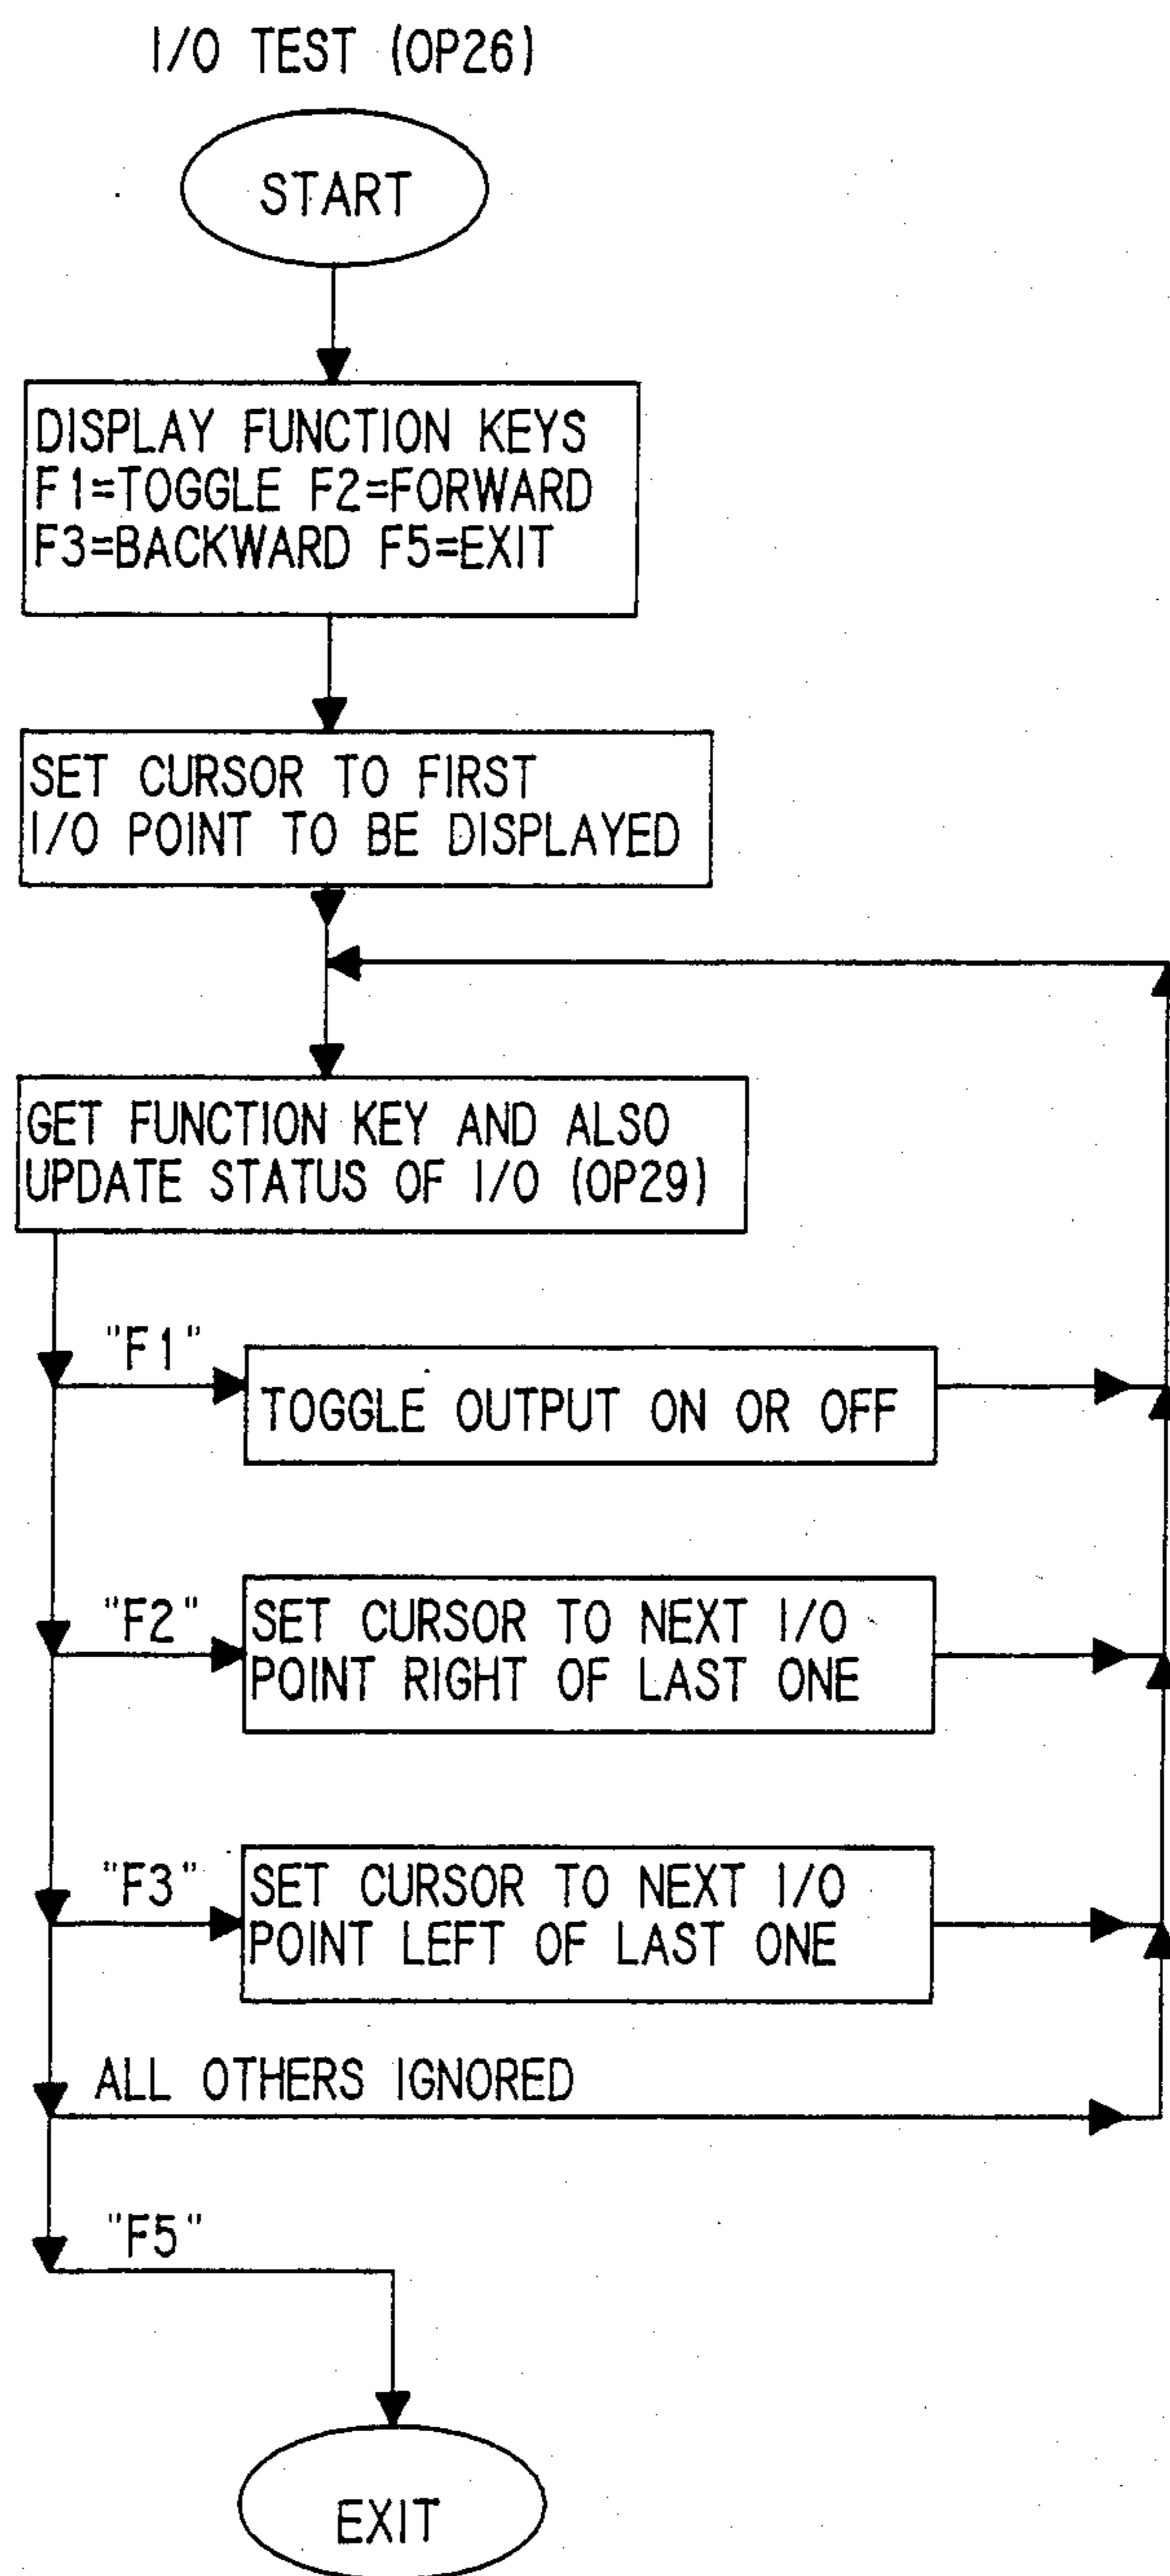 I/O TEST (OP26)
START
DISPLAY FUNCTION KEYS
F1=TOGGLE F2=FORWARD
F3=BACKWARD F5=EXIT
SET CURSOR TO FIRST
I/O POINT TO BE DISPLAYED
GET FUNCTION KEY AND ALSO
UPDATE STATUS OF I/O (OP29)
"F1"
TOGGLE OUTPUT ON OR OFF
"F2"
SET CURSOR TO NEXT I/O
POINT RIGHT OF LAST ONE
"F3"
SET CURSOR TO NEXT I/O
POINT LEFT OF LAST ONE
ALL OTHERS IGNORED
"F5"
EXIT